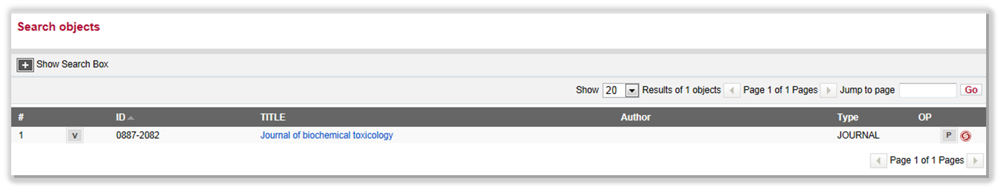 Search objects
+ Show Search Box
Show 20 Results of 1 objects Page 1 of 1 Pages Jump to page Go
# ID TITLE Author Type OP
1 V 0887-2082 Journal of biochemical toxicology JOURNAL P
Page 1 of 1 Pages